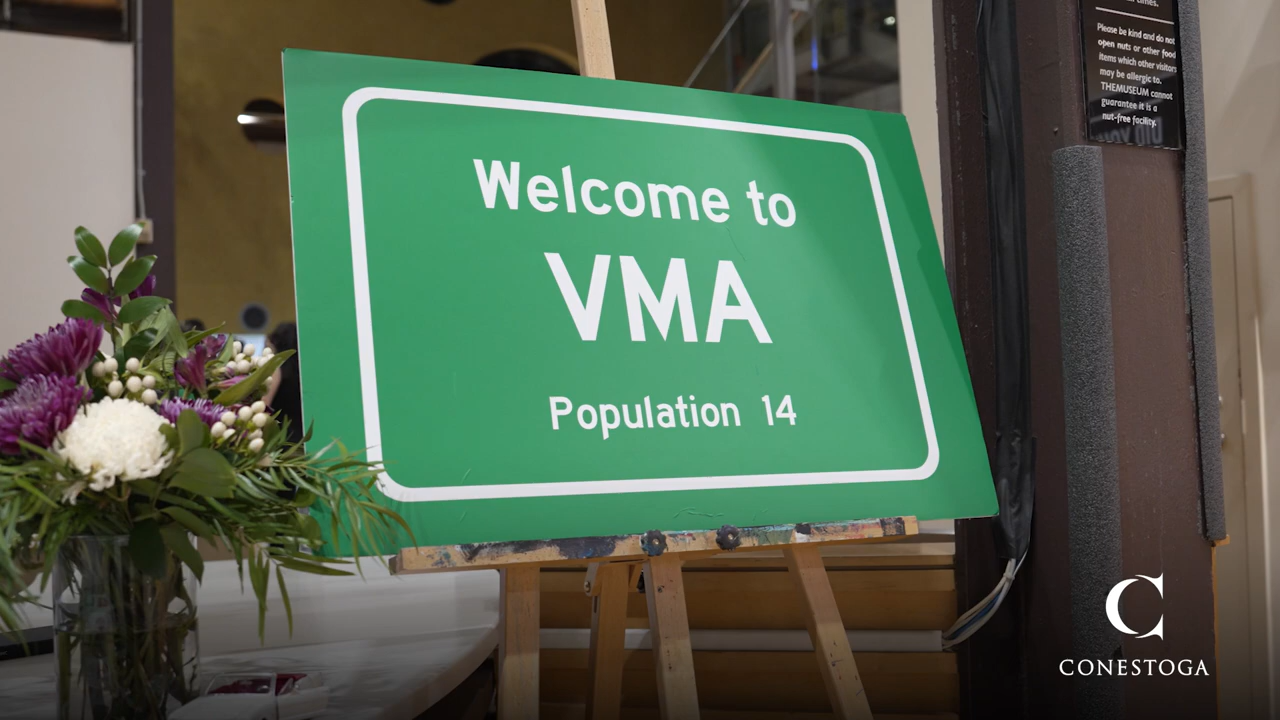 Welcome to
VMA
Population 14
times.
Please be kind and do not
open nuts or other food
items which other visitors
may be allergic to.
THEMUSEUM cannot
guarantee it is a
nut-free facility.
C
CONESTOGA